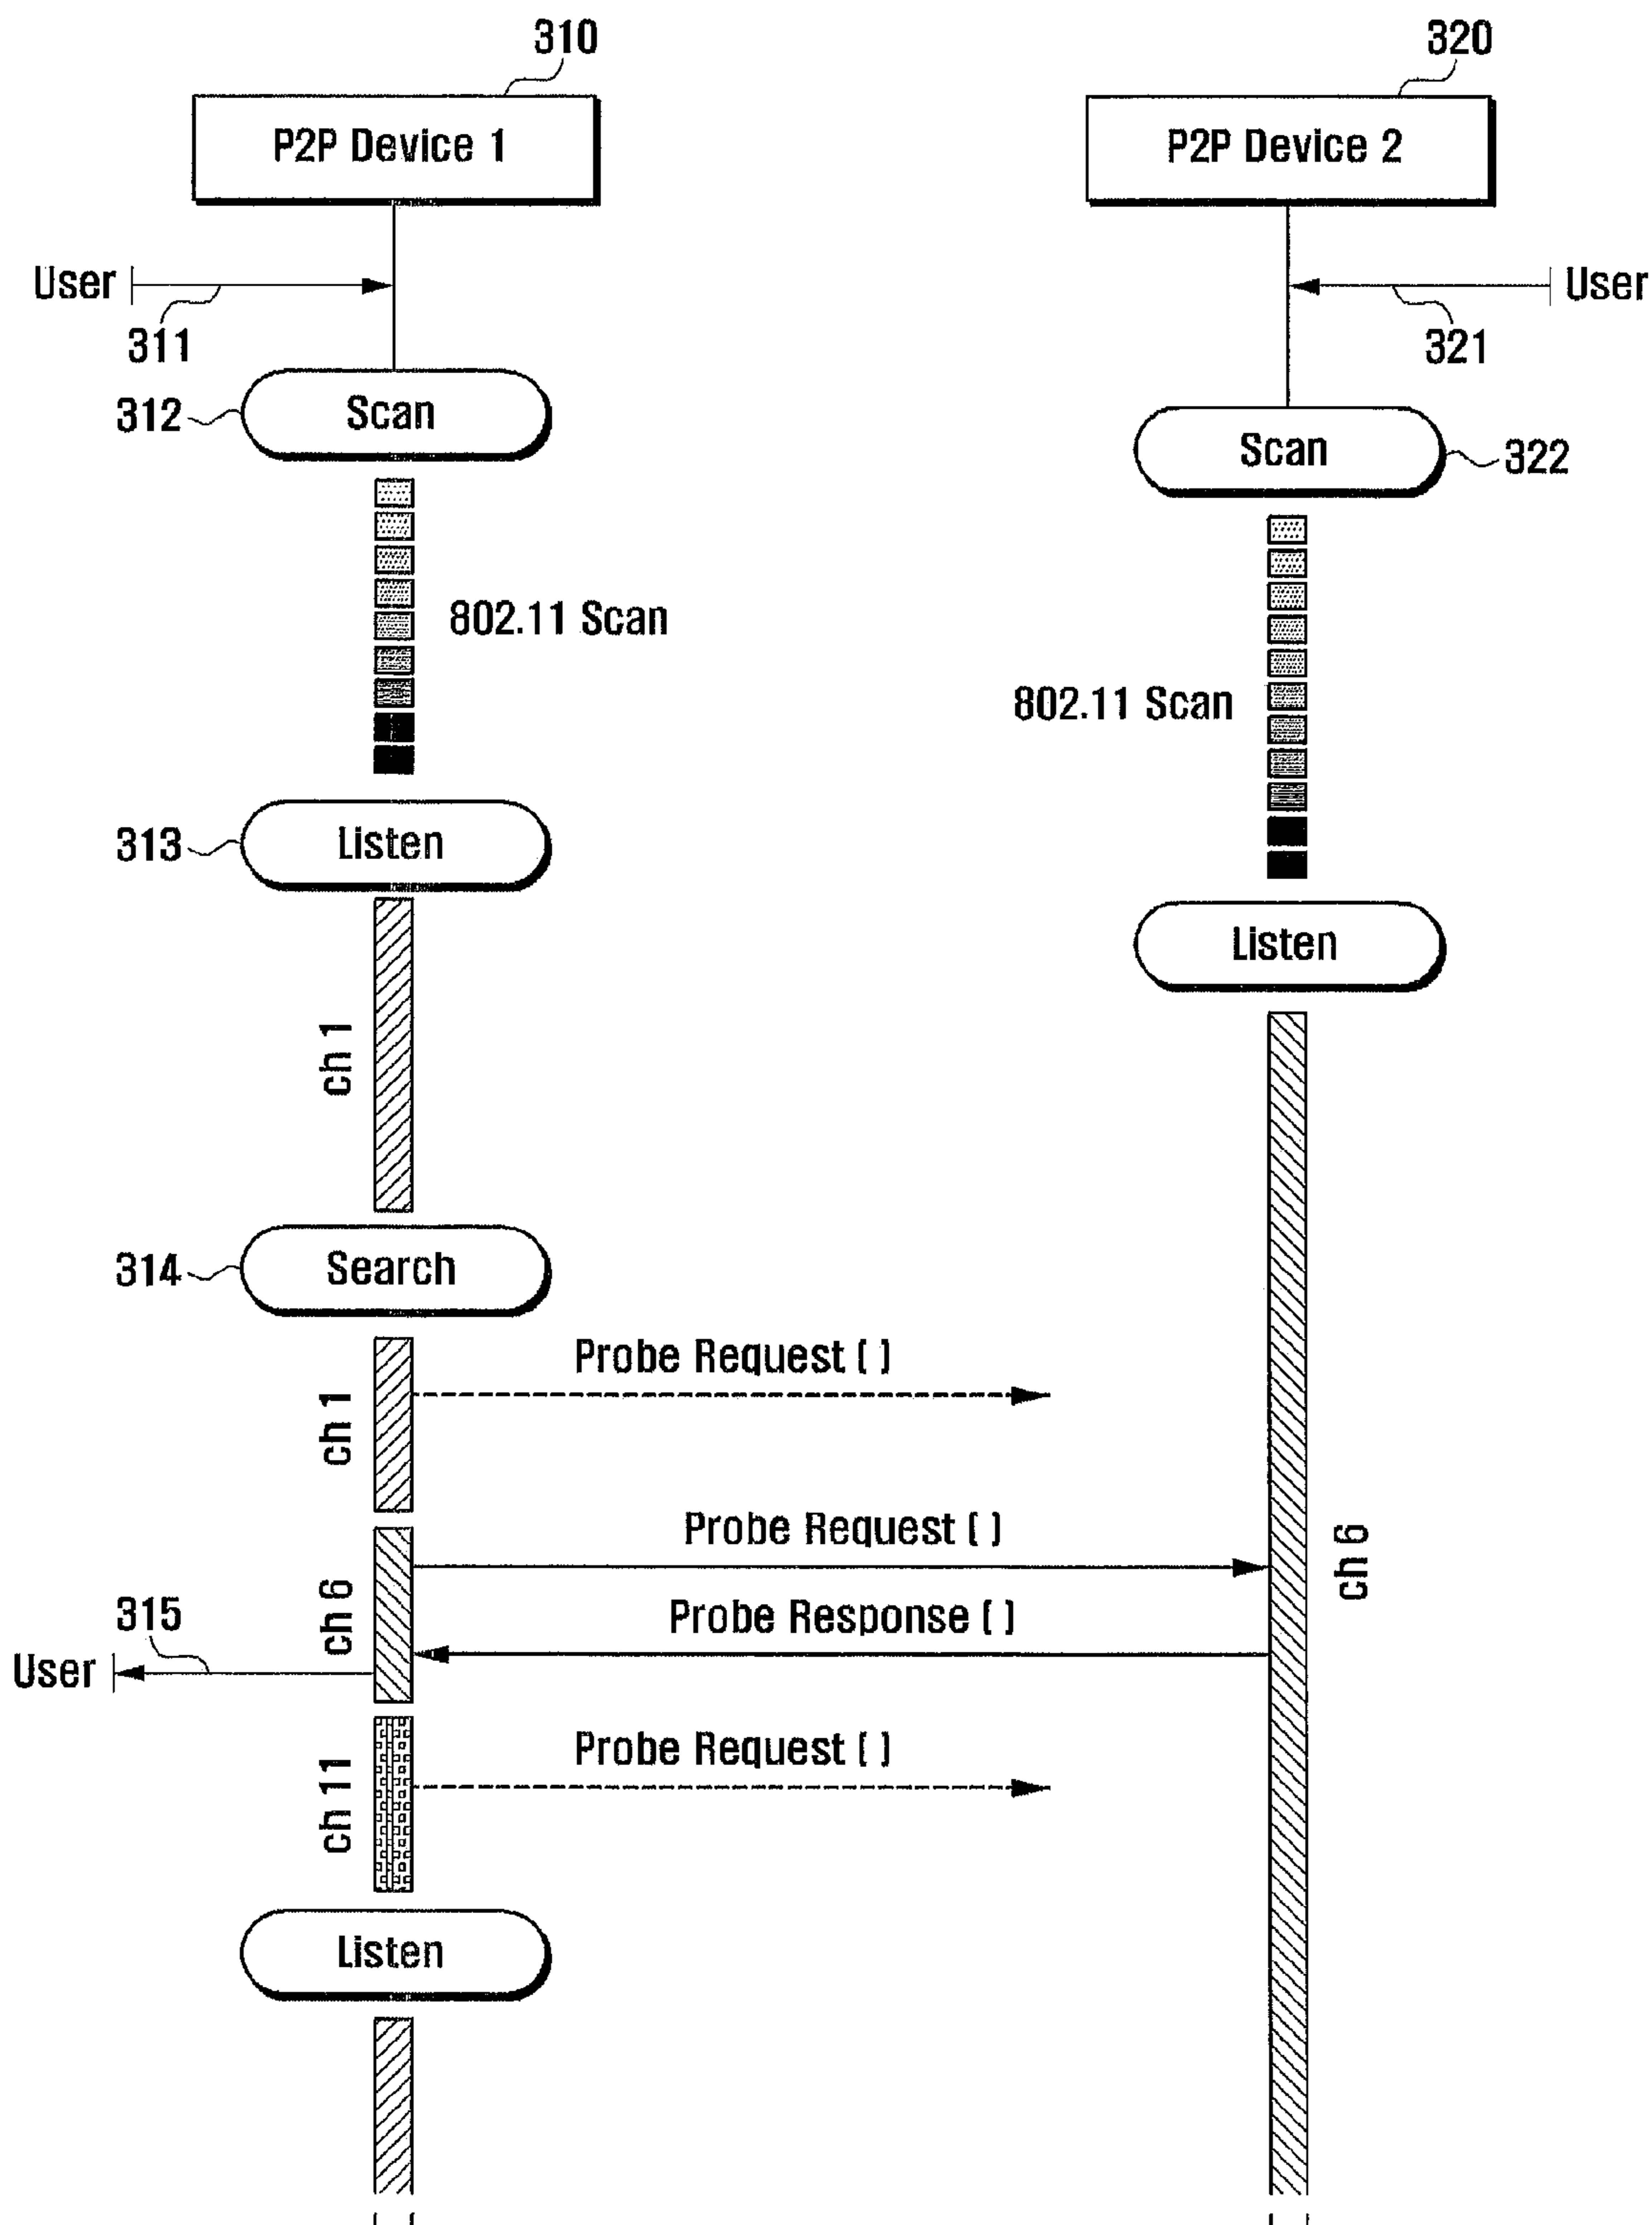 310
320
P2P Device 1
P2P Device 2
User
User
311
321
312
Scan
Scan
322
802.11 Scan
802.11 Scan
313
Listen
Listen
ch 1
314
Search
Probe Request ( )
ch 1
Probe Request ( )
ch 6
ch 6
315
Probe Response ( )
User
Probe Request ( )
ch 11
Listen